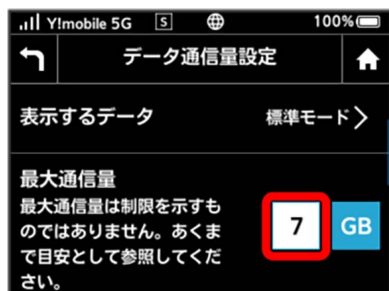 Y!mobile 5G S 100%
データ通信量設定
表示するデータ 標準モード
最大通信量
最大通信量は制限を示すも
のではありません。あくま
で目安として参照してくだ
さい。
7 GB